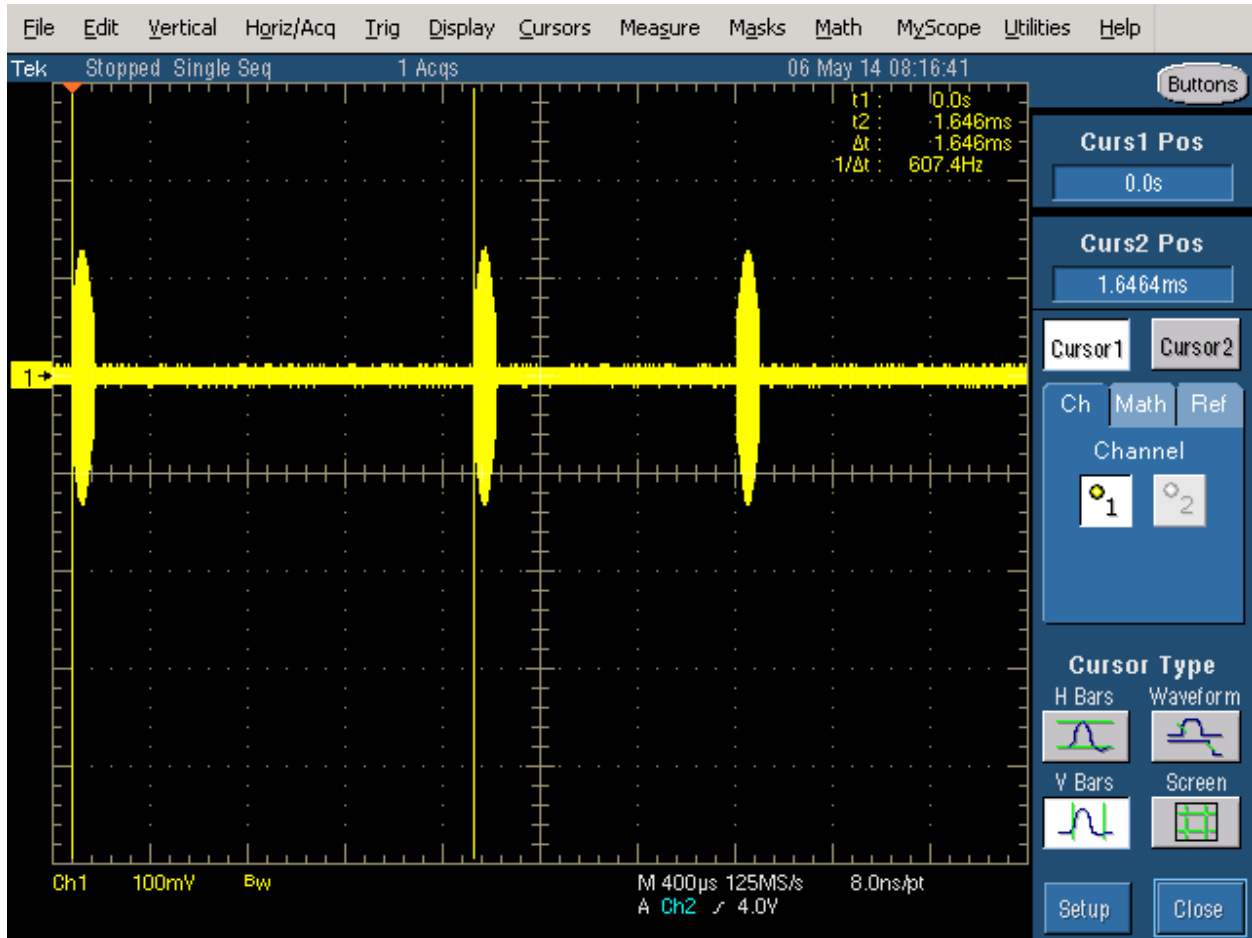 File Edit Vertical Horiz/Acq Trig Display Cursors Measure Masks Math MyScope Utilities Help
Tek Stopped Single Seq 1 Acqs 06 May 14 08:16:41
Buttons
t1 : 0.0s
t2 : 1.646ms
Δt : 1.646ms
1/Δt : 607.4Hz
Curs1 Pos
0.0s
Curs2 Pos
1.6464ms
Cursor1 Cursor2
1
Ch Math Ref
Channel
1 2
Cursor Type
H Bars Waveform
V Bars Screen
Ch1 100mV BW M 400µs 125MS/s 8.0ns/pt
A Ch2 4.0V
Setup Close